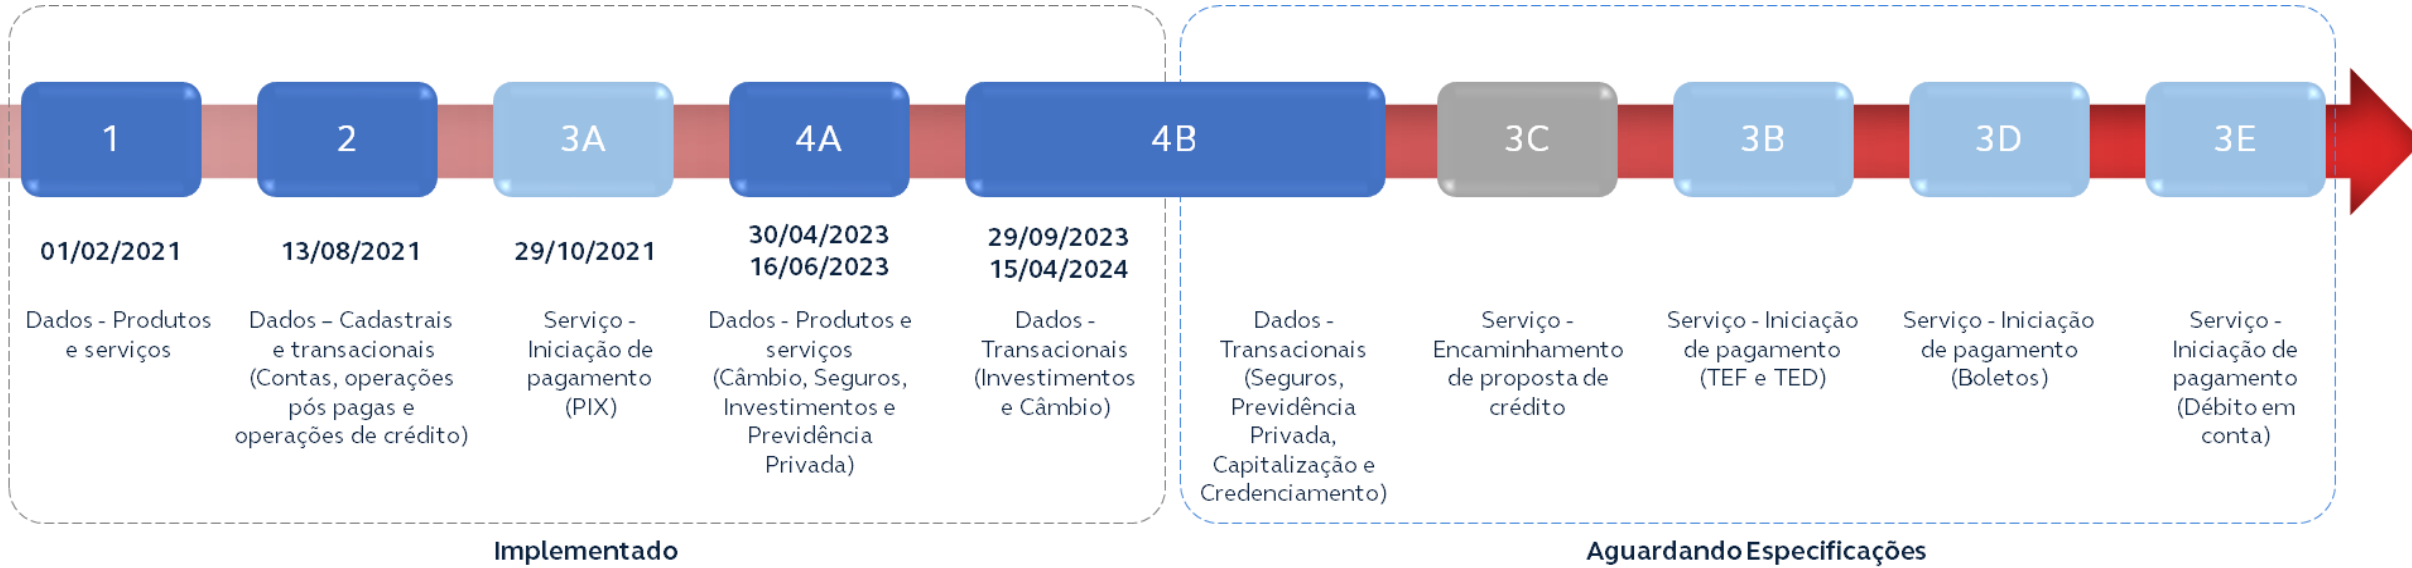 1
2
3A
4A
4B
3C
3B
3D
3E
01/02/2021
13/08/2021
29/10/2021
30/04/2023
16/06/2023
29/09/2023
15/04/2024
Dados - Produtos
e serviços
Dados – Cadastrais
e transacionais
(Contas, operações
pós pagas e
operações de crédito)
Serviço -
Iniciação de
pagamento
(PIX)
Dados - Produtos e
serviços
(Câmbio, Seguros,
Investimentos e
Previdência
Privada)
Dados -
Transacionais
(Investimentos
e Câmbio)
Dados -
Transacionais
(Seguros,
Previdência
Privada,
Capitalização e
Credenciamento)
Serviço -
Encaminhamento
de proposta de
crédito
Serviço - Iniciação
de pagamento
(TEF e TED)
Serviço - Iniciação
de pagamento
(Boletos)
Serviço -
Iniciação de
pagamento
(Débito em
conta)
Implementado
Aguardando Especificações